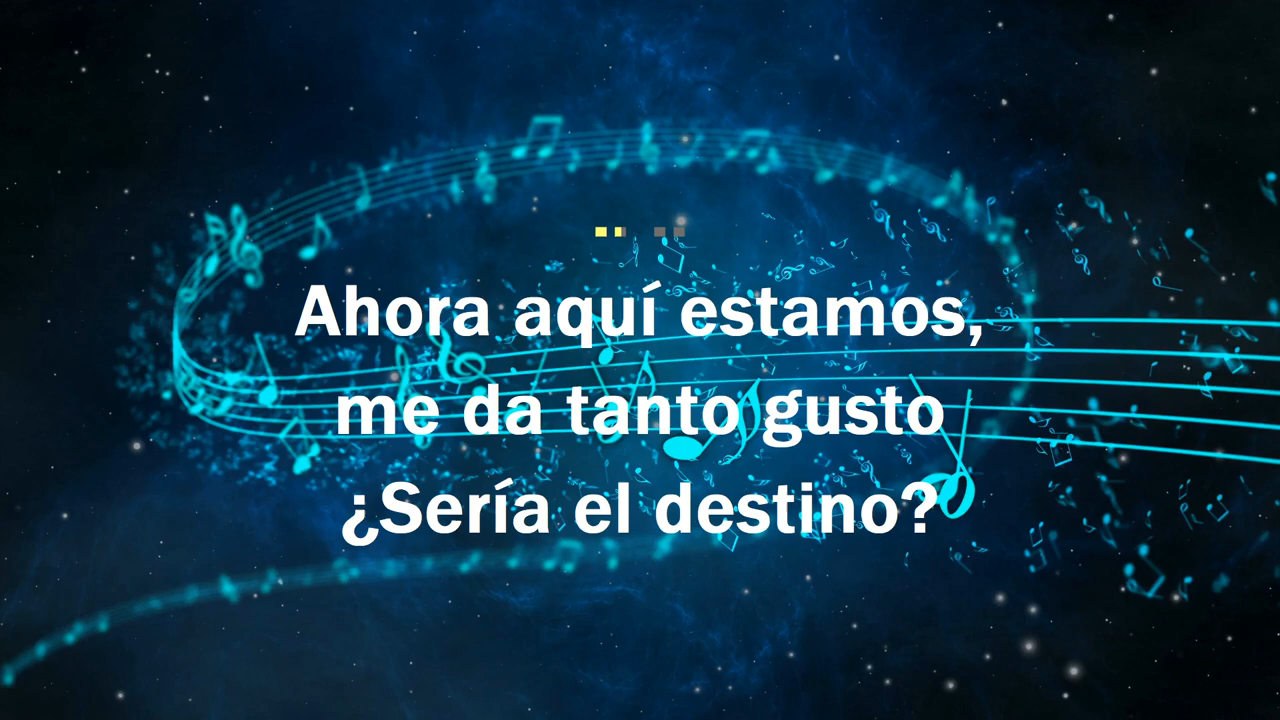 Ahora aquí estamos,
me da tanto gusto
¿Sería el destino?